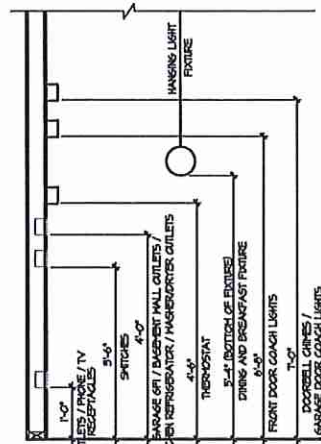 HANGING LIGHT
FIXTURE
1'-0"
TLETS / PHONE / TV
RECEPTACLES
3'-6"
SWITCHES
4'-0"
GARAGE GFI / BASEMENT WALL OUTLETS /
HEN REFRIGERATOR / WASHER/DRYER OUTLETS
4'-6"
THERMOSTAT
5'-4" (BOTTOM OF FIXTURE)
DINING AND BREAKFAST FIXTURE
6'-8"
FRONT DOOR COACH LIGHTS
7'-0"
DOORBELL CHIMES /
GARAGE DOOR COACH LIGHTS